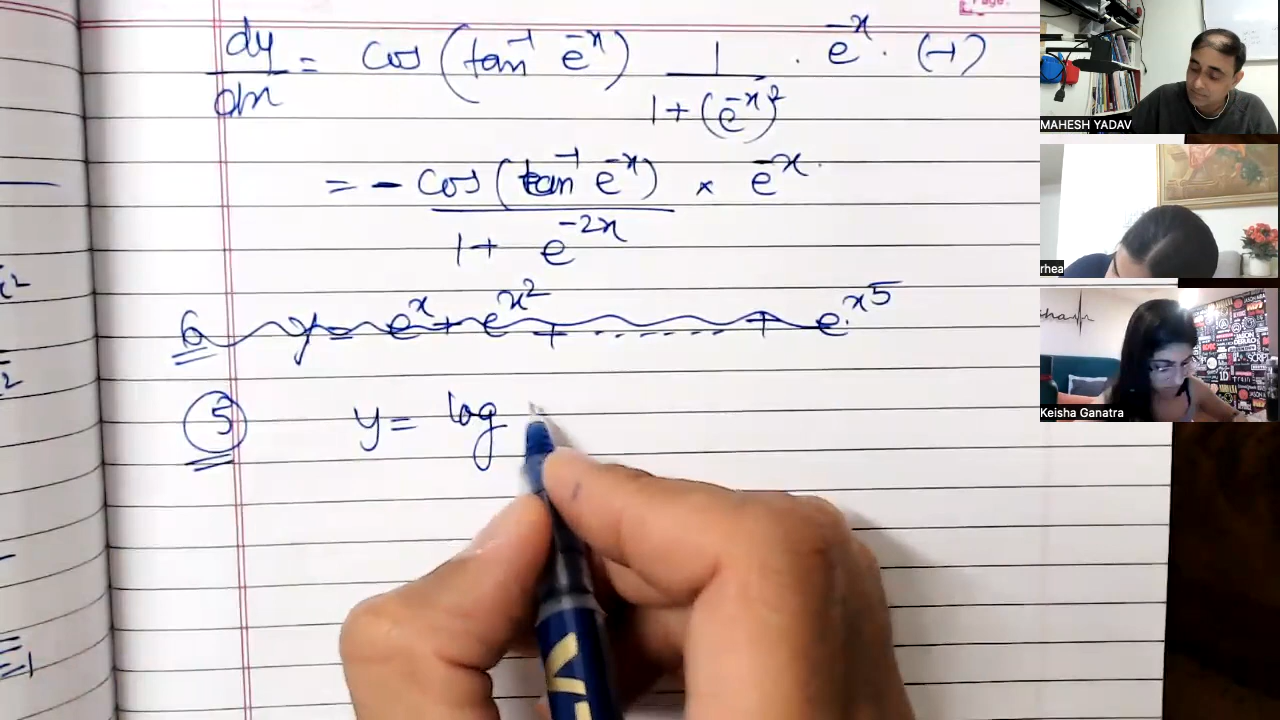 dy/dx = cos (tan⁻¹ e⁻ˣ) 1/(1+(e⁻ˣ)²) . e⁻ˣ . (-1)
= - cos (tan⁻¹ e⁻ˣ)/(1+ e⁻²ˣ) × e⁻ˣ.
6 y= eˣ + e^x² + ------- + e^x⁵
5 y= log
MAHESH YADAV
rhea
Keisha Ganatra